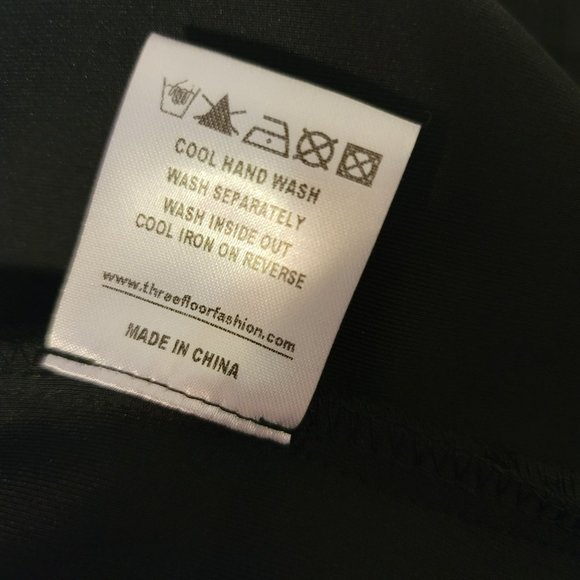 COOL HAND WASH
WASH SEPARATELY
WASH INSIDE OUT
COOL IRON ON REVERSE
www.threefloorfashion.com
MADE IN CHINA